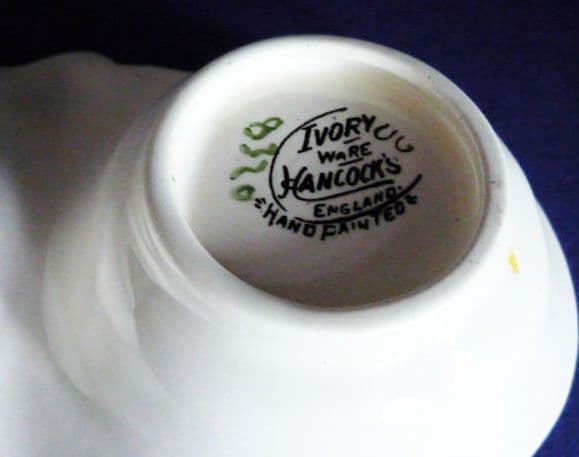 IVORY
WARE
HANCOCK'S
ENGLAND.
HAND PAINTED